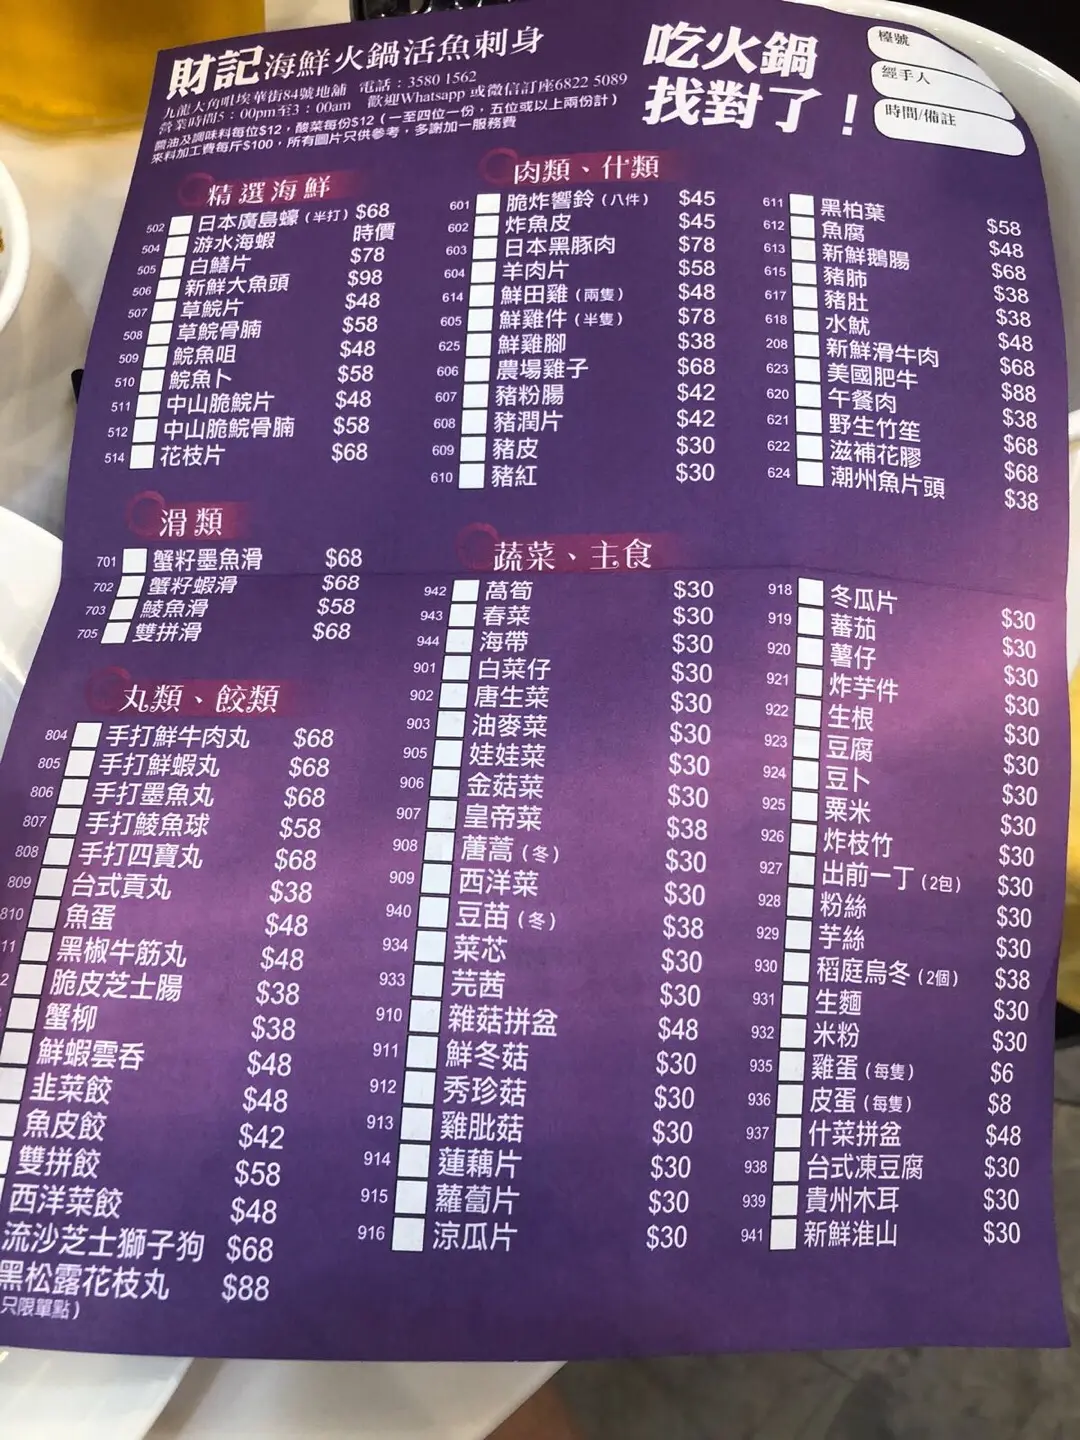 財記海鮮火鍋活魚刺身
九龍大角咀埃華街84號地舖 電話：3580 1562
營業時間5：00pm至3：00am 歡迎Whatsapp 或微信訂座6822 5089
醬油及調味料每位$12，酸菜每份$12（一至四位一份，五位或以上兩份計）
來料加工費每斤$100，所有圖片只供參考，多謝加一服務費
吃火鍋
找對了！
檯號
經手人
時間/備註
精選海鮮
502 日本廣島蠔（半打） $68
504 游水海蝦 時價
505 白鱔片 $78
506 新鮮大魚頭 $98
507 草鯇片 $48
508 草鯇骨腩 $58
509 鯇魚咀 $48
510 鯇魚卜 $58
511 中山脆鯇片 $48
512 中山脆鯇骨腩 $58
514 花枝片 $68
滑類
701 蟹籽墨魚滑 $68
702 蟹籽蝦滑 $68
703 鯪魚滑 $58
705 雙拼滑 $68
丸類、餃類
804 手打鮮牛肉丸 $68
805 手打鮮蝦丸 $68
806 手打墨魚丸 $68
807 手打鯪魚球 $58
808 手打四寶丸 $68
809 台式貢丸 $38
810 魚蛋 $48
11 黑椒牛筋丸 $48
2 脆皮芝士腸 $38
蟹柳 $38
鮮蝦雲吞 $48
韭菜餃 $48
魚皮餃 $42
雙拼餃 $58
西洋菜餃 $48
流沙芝士獅子狗 $68
黑松露花枝丸 $88
只限單點）
肉類、什類
601 脆炸響鈴（八件） $45
602 炸魚皮 $45
603 日本黑豚肉 $78
604 羊肉片 $58
614 鮮田雞（兩隻） $48
605 鮮雞件（半隻） $78
625 鮮雞腳 $38
606 農場雞子 $68
607 豬粉腸 $42
608 豬潤片 $42
609 豬皮 $30
610 豬紅 $30
611 黑柏葉 $58
612 魚腐 $48
613 新鮮鵝腸 $68
615 豬肺 $38
617 豬肚 $38
618 水魷 $48
208 新鮮滑牛肉 $68
623 美國肥牛 $88
620 午餐肉 $38
621 野生竹笙 $68
622 滋補花膠 $68
624 潮州魚片頭 $38
蔬菜、主食
942 萵筍 $30
943 春菜 $30
944 海帶 $30
901 白菜仔 $30
902 唐生菜 $30
903 油麥菜 $30
905 娃娃菜 $30
906 金菇菜 $30
907 皇帝菜 $38
908 蓎蒿（冬） $30
909 西洋菜 $30
940 豆苗（冬） $38
934 菜芯 $30
933 芫茜 $30
910 雜菇拼盆 $48
911 鮮冬菇 $30
912 秀珍菇 $30
913 雞肶菇 $30
914 蓮藕片 $30
915 蘿蔔片 $30
916 涼瓜片 $30
918 冬瓜片 $30
919 蕃茄 $30
920 薯仔 $30
921 炸芋件 $30
922 生根 $30
923 豆腐 $30
924 豆卜 $30
925 粟米 $30
926 炸枝竹 $30
927 出前一丁（2包） $30
928 粉絲 $30
929 芋絲 $30
930 稻庭烏冬（2個） $38
931 生麵 $30
932 米粉 $30
935 雞蛋（每隻） $6
936 皮蛋（每隻） $8
937 什菜拼盆 $48
938 台式凍豆腐 $30
939 貴州木耳 $30
941 新鮮淮山 $30